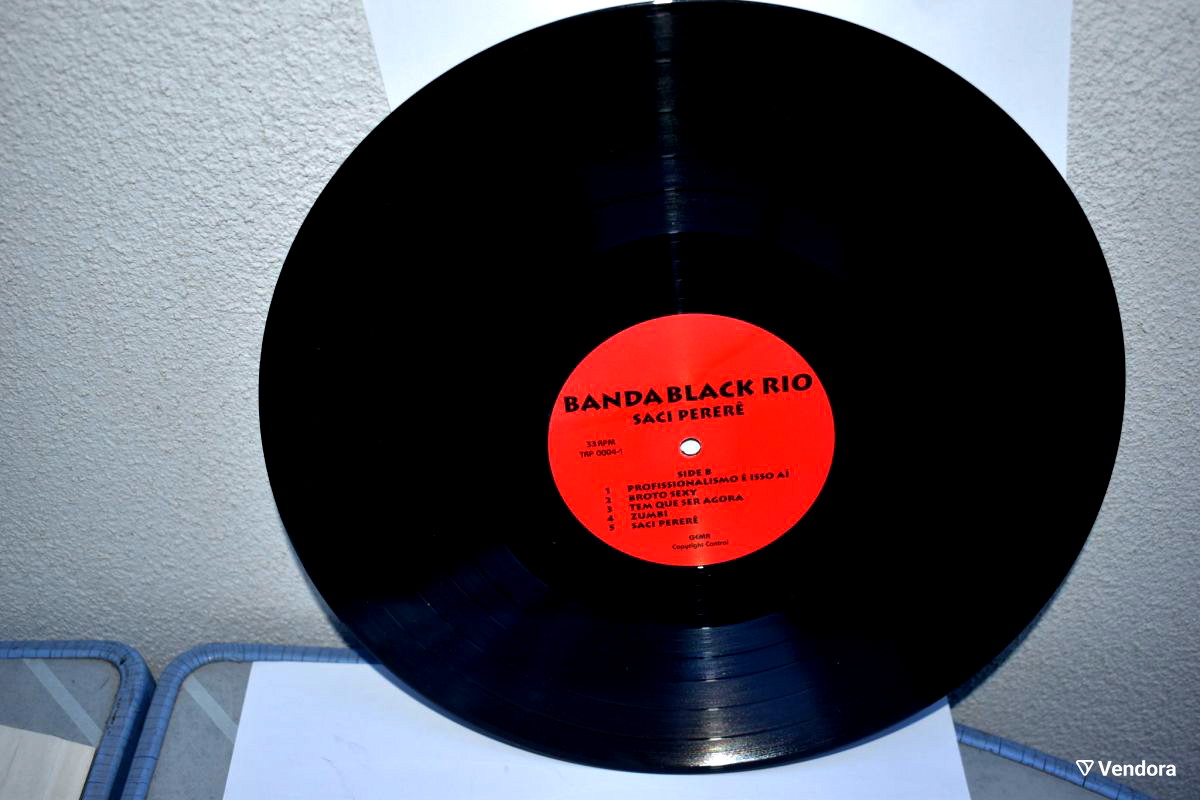 BANDA BLACK RIO
SACI PERERÊ
33 RPM
TRP 0004-1
SIDE B
1 PROFISSIONALISMO É ISSO AÍ
2 BROTO SEXY
3 TEM QUE SER AGORA
4 ZUMBI
5 SACI PERERÊ
GEMA
Copyright Control
Vendora